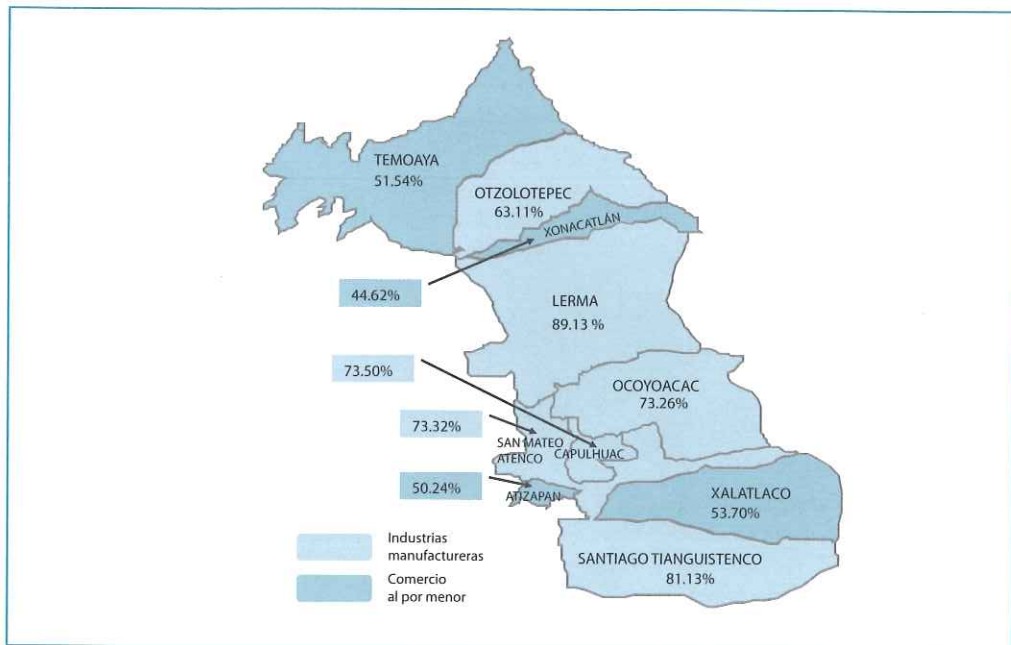 TEMOAYA
51.54%
OTZOLOTEPEC
63.11%
XONACATLÁN
44.62%
LERMA
89.13 %
73.50%
OCOYOACAC
73.26%
73.32%
SAN MATEO
ATENCO
CAPULHUAC
50.24%
ATIZAPAN
XALATLACO
53.70%
SANTIAGO TIANGUISTENCO
81.13%
Industrias
manufactureras
Comercio
al por menor